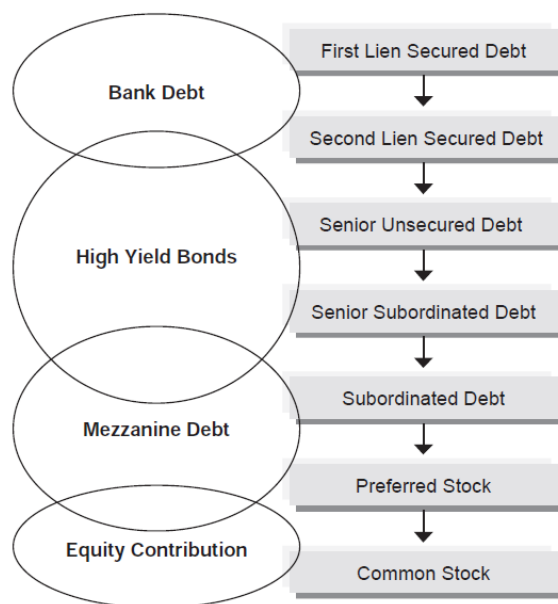 First Lien Secured Debt
Bank Debt
Second Lien Secured Debt
Senior Unsecured Debt
High Yield Bonds
Senior Subordinated Debt
Subordinated Debt
Mezzanine Debt
Preferred Stock
Equity Contribution
Common Stock